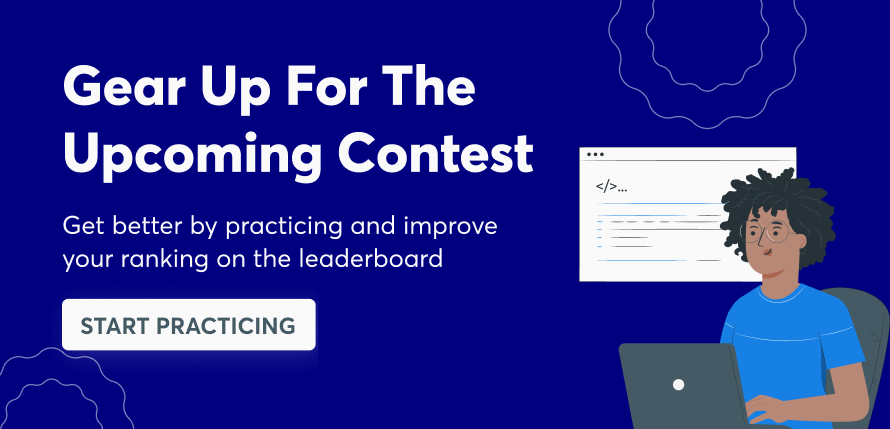 Gear Up For The
Upcoming Contest
Get better by practicing and improve
your ranking on the leaderboard
START PRACTICING
</>...